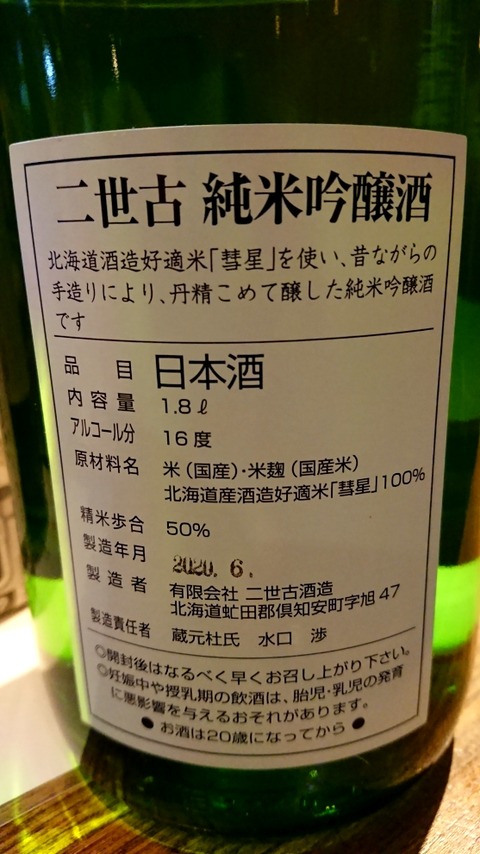 二世古 純米吟醸酒
北海道酒造好適米「彗星」を使い、昔ながらの
手造りにより、丹精こめて醸した純米吟醸酒
です
品目 日本酒
内容量 1.8ℓ
アルコール分 16度
原材料名 米(国産)・米麹(国産米)
北海道産酒造好適米「彗星」100%
精米歩合 50%
製造年月 2020. 6.
製造者 有限会社 二世古酒造
北海道虻田郡倶知安町字旭47
製造責任者 蔵元杜氏 水口 渉
◎開封後はなるべく早くお召し上がり下さい。
◎妊娠中や授乳期の飲酒は、胎児・乳児の発育
に悪影響を与えるおそれがあります。
●お酒は20歳になってから●